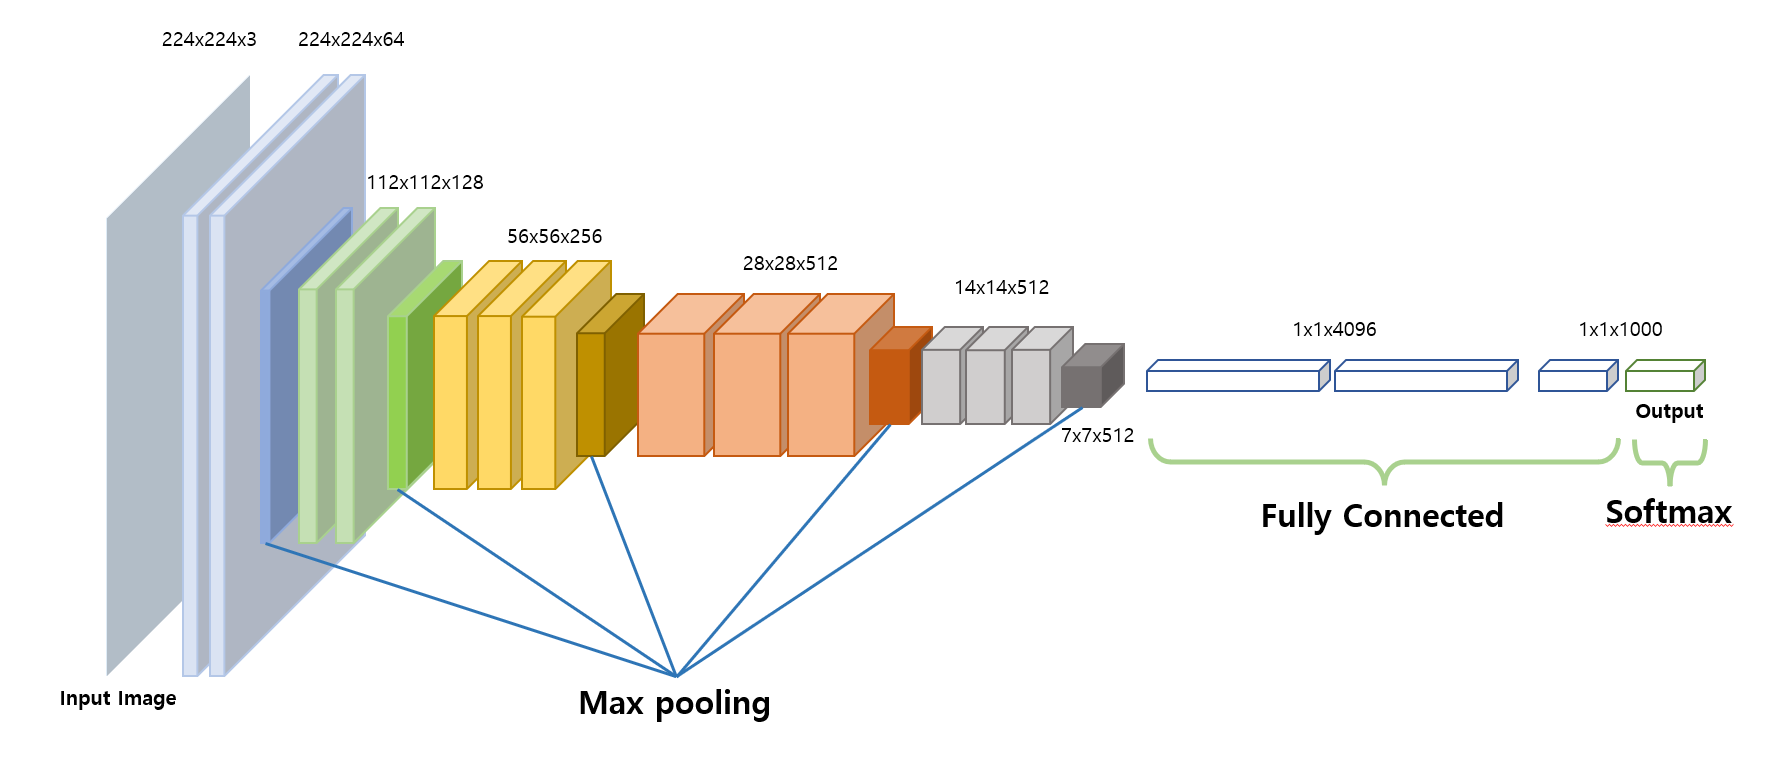 224x224x3
224x224x64
112x112x128
56x56x256
28x28x512
14x14x512
1x1x4096
1x1x1000
Output
7x7x512
Fully Connected
Softmax
Input Image
Max pooling